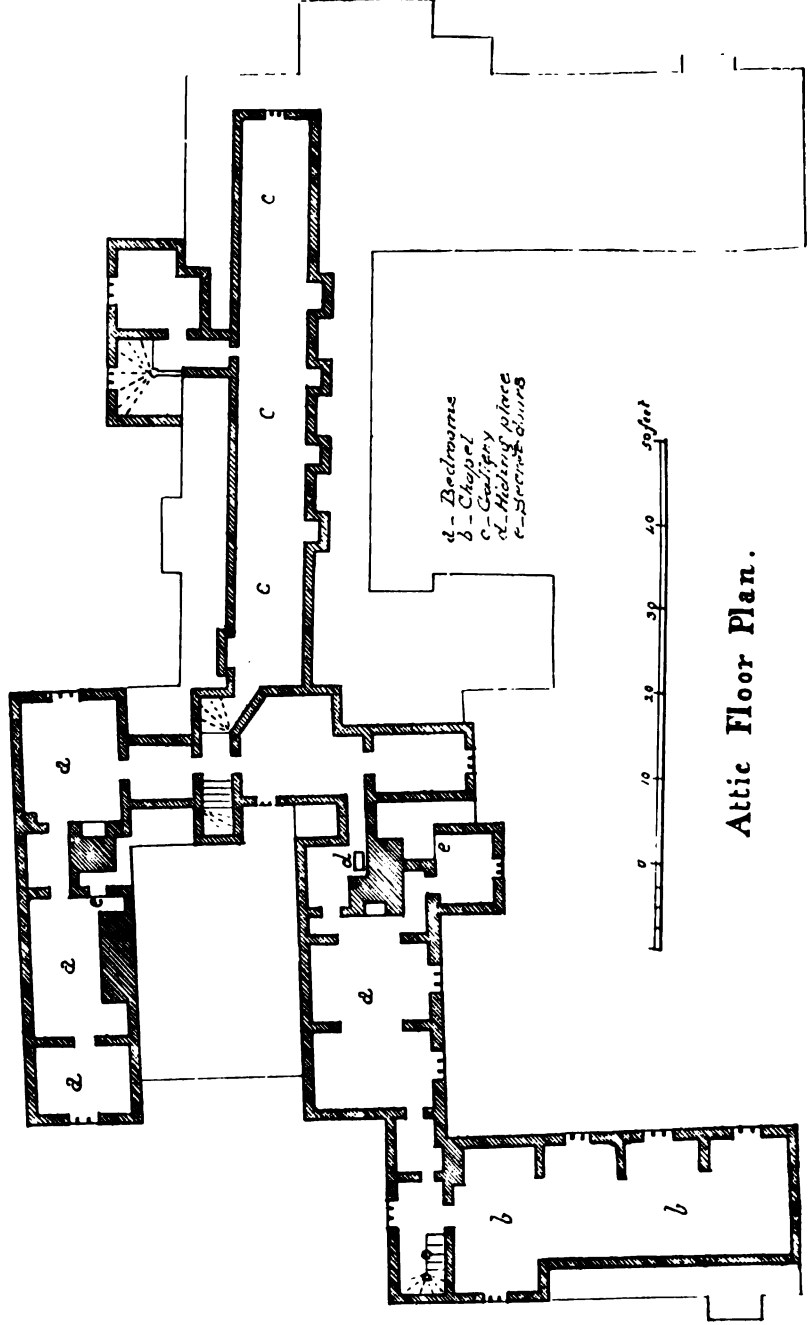 a - Bedrooms
b - Chapel
c - Gallery
d - Hiding place
e - Secret doors
0 10 20 30 40 50 feet
Attic Floor Plan.
a
a
a
e
c
c
c
d
e
a
b
b